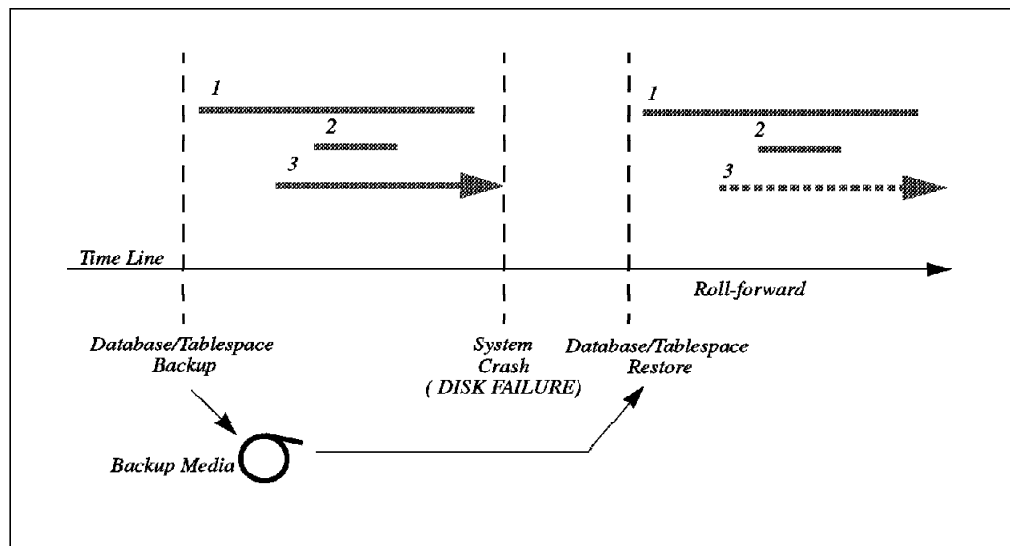 1
2
3
1
2
3
Time Line
Roll-forward
Database/Tablespace
Backup
System
Crash
( DISK FAILURE)
Database/Tablespace
Restore
Backup Media